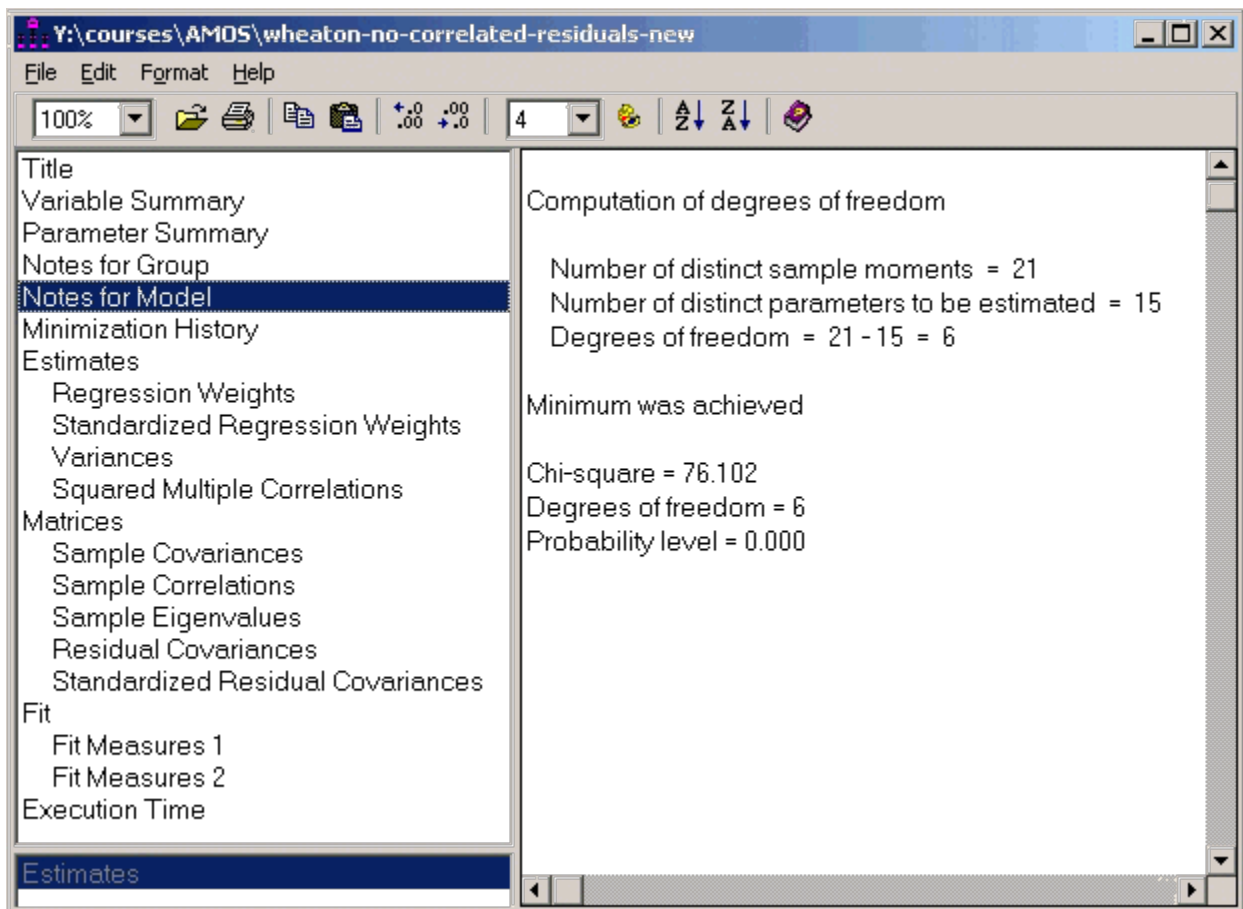 Y:\courses\AMOS\wheaton-no-correlated-residuals-new
File Edit Format Help
100% 4
Title
Variable Summary
Parameter Summary
Notes for Group
Notes for Model
Minimization History
Estimates
Regression Weights
Standardized Regression Weights
Variances
Squared Multiple Correlations
Matrices
Sample Covariances
Sample Correlations
Sample Eigenvalues
Residual Covariances
Standardized Residual Covariances
Fit
Fit Measures 1
Fit Measures 2
Execution Time
Estimates
Computation of degrees of freedom
Number of distinct sample moments = 21
Number of distinct parameters to be estimated = 15
Degrees of freedom = 21 - 15 = 6
Minimum was achieved
Chi-square = 76.102
Degrees of freedom = 6
Probability level = 0.000